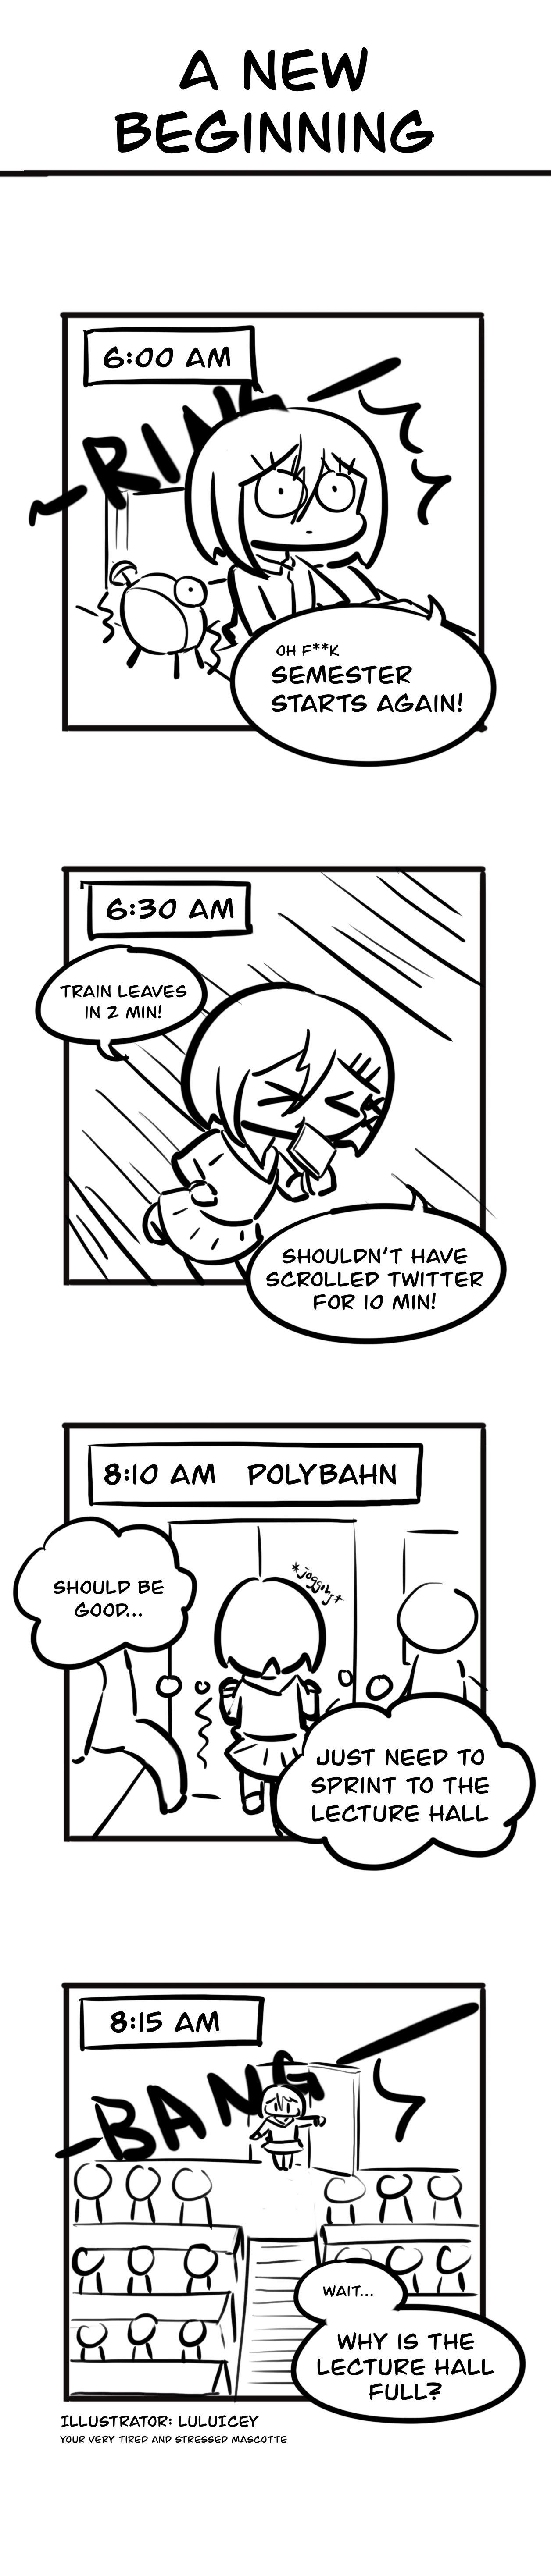 A NEW
BEGINNING
6:00 AM
~RING
OH F**K
SEMESTER
STARTS AGAIN!
6:30 AM
TRAIN LEAVES
IN 2 MIN!
SHOULDN'T HAVE
SCROLLED TWITTER
FOR 10 MIN!
8:10 AM POLYBAHN
SHOULD BE
GOOD...
JUST NEED TO
SPRINT TO THE
LECTURE HALL
8:15 AM
-BANG
WAIT...
WHY IS THE
LECTURE HALL
FULL?
ILLUSTRATOR: LULUICEY
YOUR VERY TIRED AND STRESSED MASCOTTE